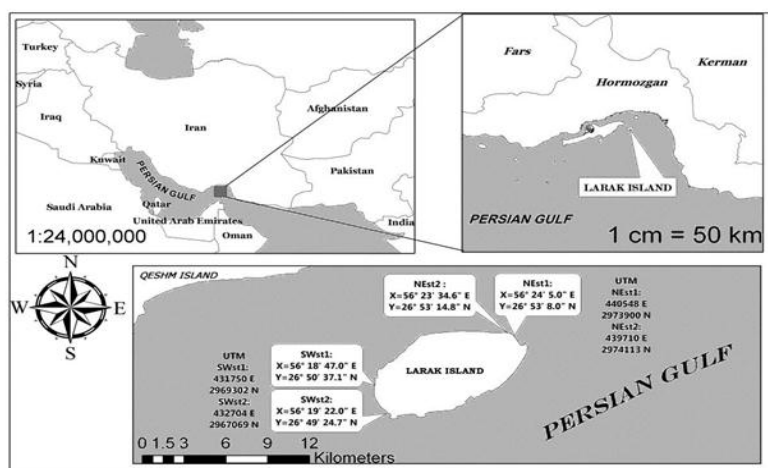 Turkey
Syria
Iraq
Iran
Afghanistan
Kuwait
PERSIAN GULF
Pakistan
Qatar
Saudi Arabia
United Arab Emirates
India
Oman
1:24,000,000
Fars
Kerman
Hormozgan
LARAK ISLAND
PERSIAN GULF
1 cm = 50 km
N
W E
S
QESHM ISLAND
NEst2 :
X=56° 23' 34.6" E
Y=26° 53' 14.8" N
NEst1:
X=56° 24' 5.0" E
Y=26° 53' 8.0" N
UTM
NEst1:
440548 E
2973900 N
NEst2:
439710 E
2974113 N
UTM
SWst1:
431750 E
2969302 N
SWst2:
432704 E
2967069 N
SWst1:
X=56° 18' 47.0" E
Y=26° 50' 37.1" N
SWst2:
X=56° 19' 22.0" E
Y=26° 49' 24.7" N
LARAK ISLAND
PERSIAN GULF
0 1.5 3 6 9 12
Kilometers